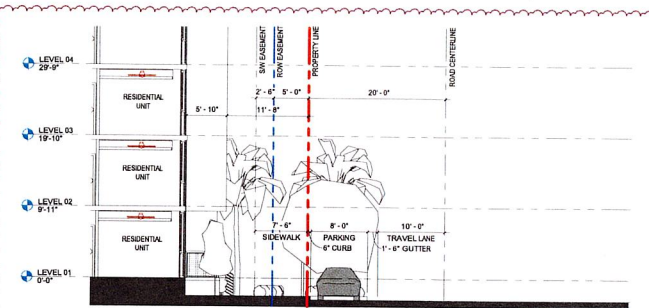 S/W EASEMENT
ROW EASEMENT
PROPERTY LINE
ROAD CENTERLINE
LEVEL 04
29'-9"
RESIDENTIAL
UNIT
2' - 6" 5' - 0" 20' - 0"
5' - 10" 11' - 8"
LEVEL 03
19'-10"
RESIDENTIAL
UNIT
LEVEL 02
9'-11"
7' - 6" 8' - 0" 10' - 0"
RESIDENTIAL
UNIT
SIDEWALK PARKING TRAVEL LANE
6" CURB 1' - 6" GUTTER
LEVEL 01
0'-0"